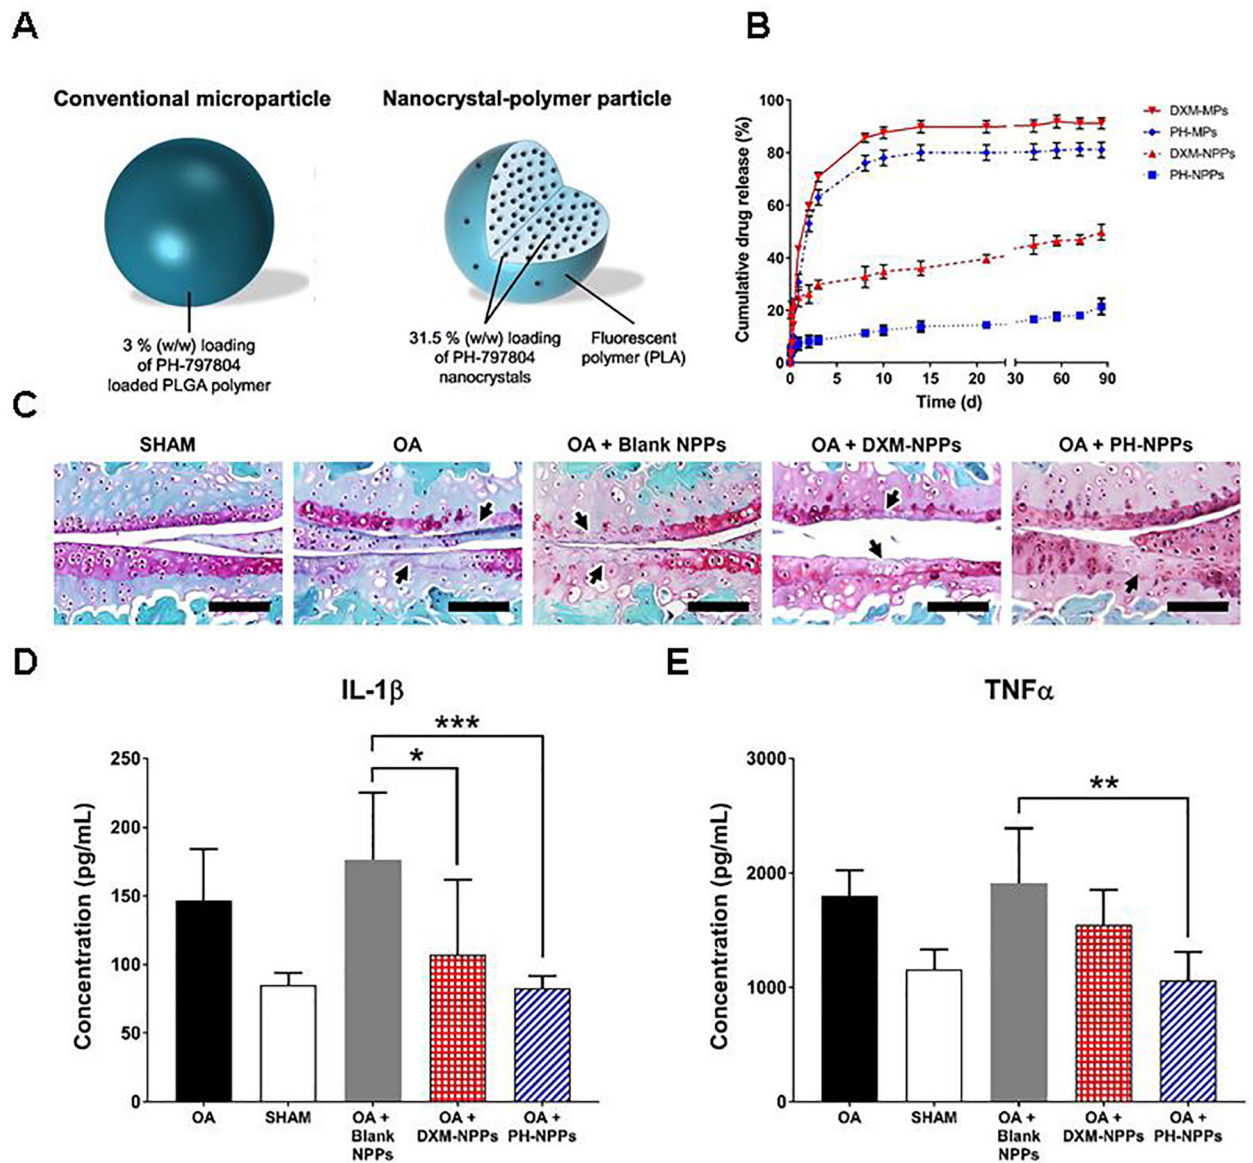 A
Conventional microparticle
Nanocrystal-polymer particle
3 % (w/w) loading
of PH-797804
loaded PLGA polymer
31.5 % (w/w) loading
of PH-797804
nanocrystals
Fluorescent
polymer (PLA)
B
Cumulative drug release (%)
100
80
60
40
20
0
0 5 10 15 20 30 60 90
Time (d)
DXM-MPs
PH-MPs
DXM-NPPs
PH-NPPs
C
SHAM
OA
OA + Blank NPPs
OA + DXM-NPPs
OA + PH-NPPs
D
IL-1β
***
*
Concentration (pg/mL)
250
200
150
100
50
0
OA
SHAM
OA +
Blank
NPPs
OA +
DXM-NPPs
OA +
PH-NPPs
E
TNFα
**
Concentration (pg/mL)
3000
2000
1000
0
OA
SHAM
OA +
Blank
NPPs
OA +
DXM-NPPs
OA +
PH-NPPs